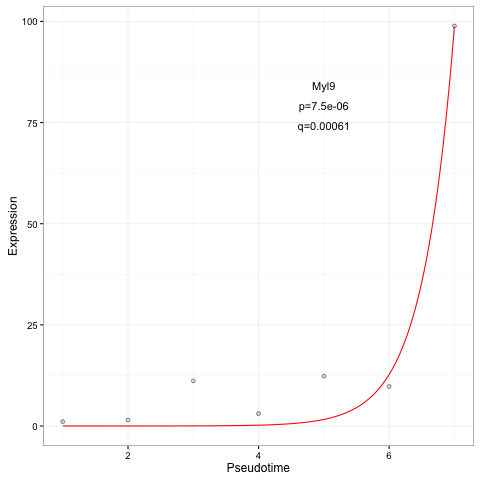 100
75
50
25
0
Expression
Myl9
p=7.5e-06
q=0.00061
2 4 6
Pseudotime